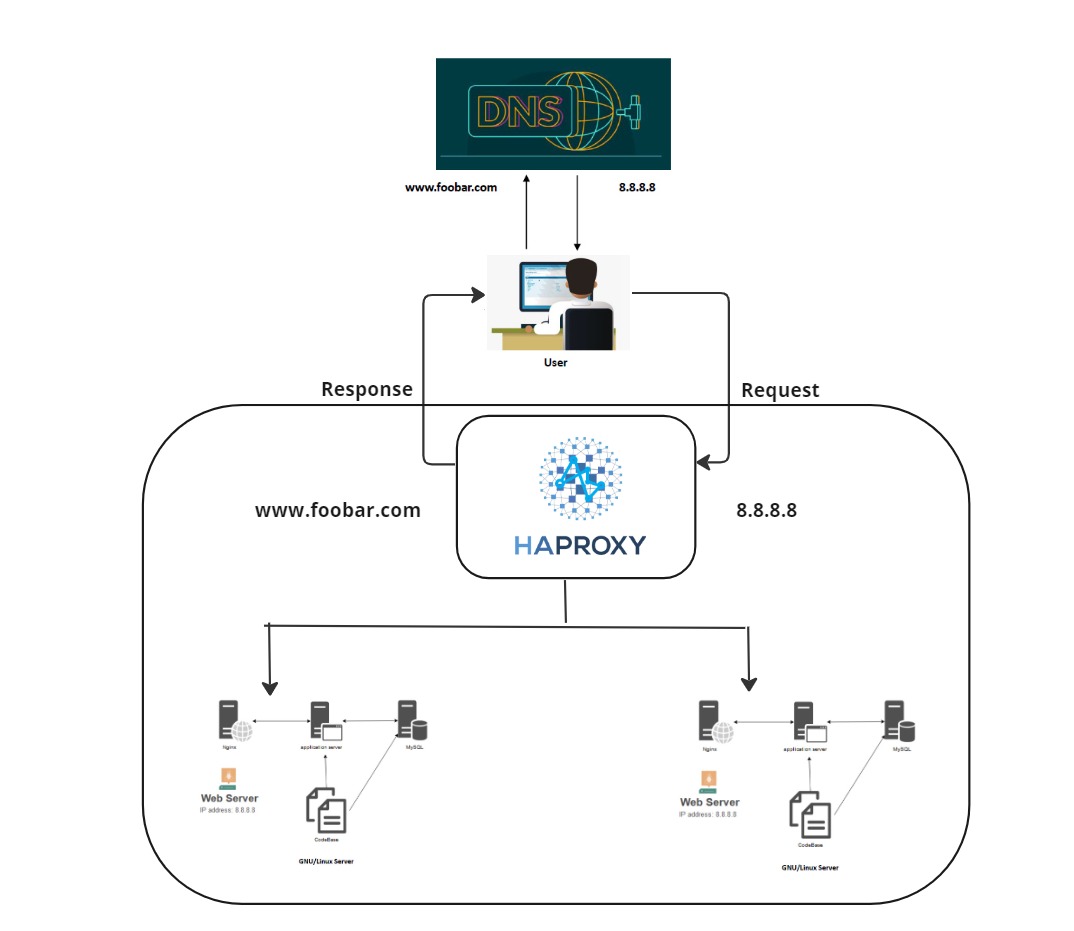 DNS
www.foobar.com
8.8.8.8
User
Response
Request
HAPROXY
www.foobar.com
8.8.8.8
Nginx
application server
MySQL
Web Server
IP address: 8.8.8.8
CodeBase
GNU/Linux Server
Nginx
application server
MySQL
Web Server
IP address: 8.8.8.8
CodeBase
GNU/Linux Server